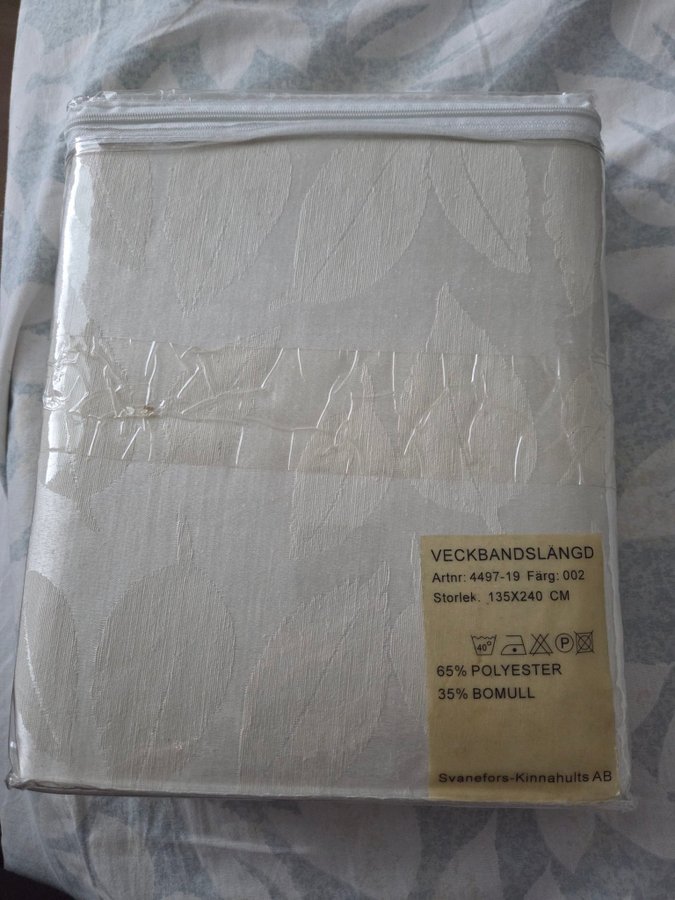 VECKBANDSLÄNGD
Artnr: 4497-19 Färg: 002
Storlek. 135X240 CM
40° P
65% POLYESTER
35% BOMULL
Svanefors-Kinnahults AB